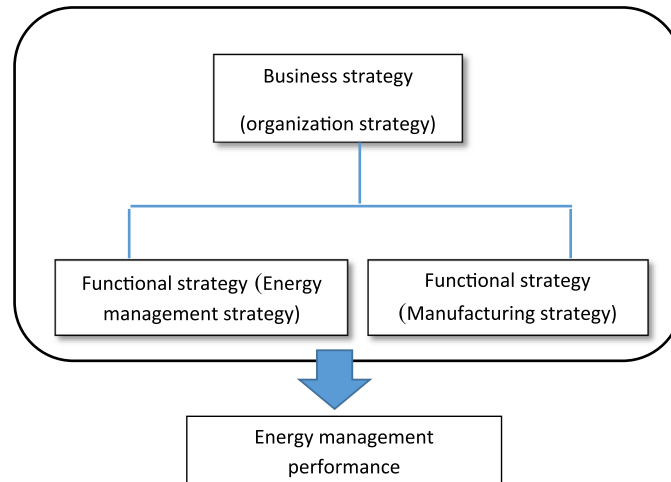 Business strategy
(organization strategy)
Functional strategy (Energy
management strategy)
Functional strategy
(Manufacturing strategy)
Energy management
performance